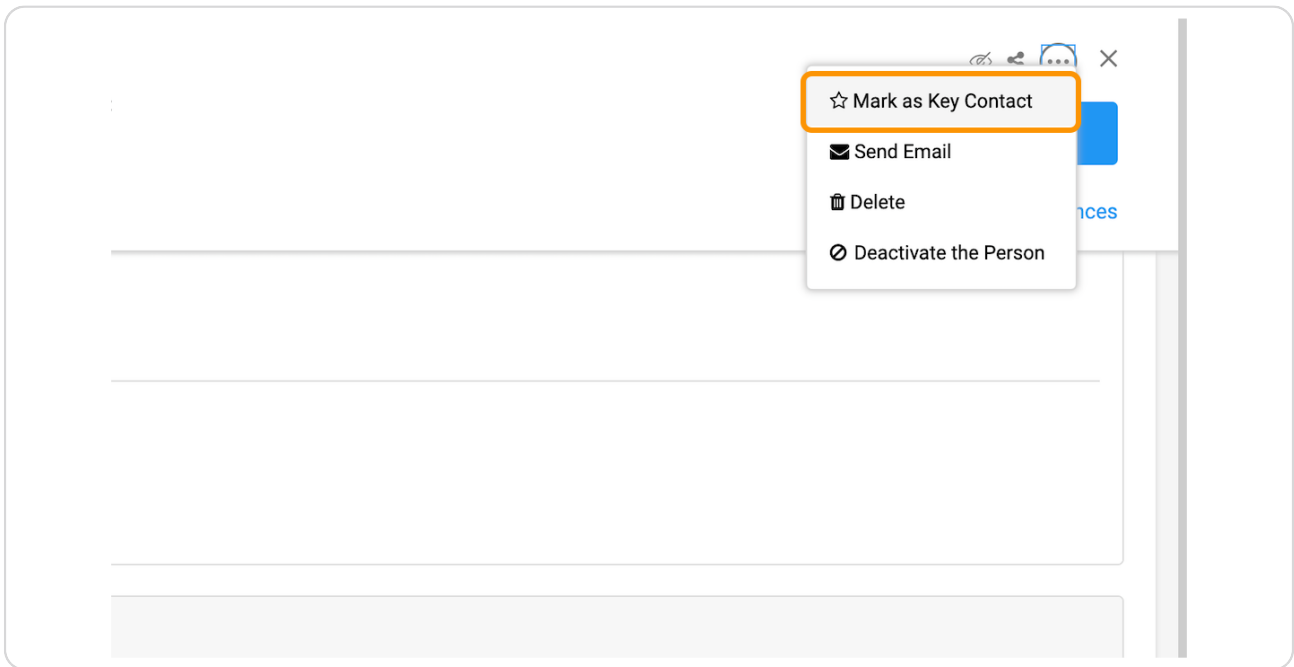 Mark as Key Contact
Send Email
Delete
nces
Deactivate the Person